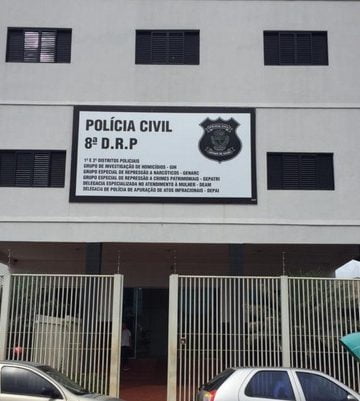 POLÍCIA CIVIL
8ª D.R.P
1º E 2º DISTRITOS POLICIAIS
GRUPO DE INVESTIGAÇÃO DE HOMICÍDIOS - GIH
GRUPO ESPECIAL DE REPRESSÃO A NARCÓTICOS - GENARC
GRUPO ESPECIAL DE REPRESSÃO A CRIMES PATRIMONIAIS - GEPATRI
DELEGACIA ESPECIALIZADA NO ATENDIMENTO À MULHER - DEAM
DELEGACIA DE POLÍCIA DE APURAÇÃO DE ATOS INFRACIONAIS - DEPAI